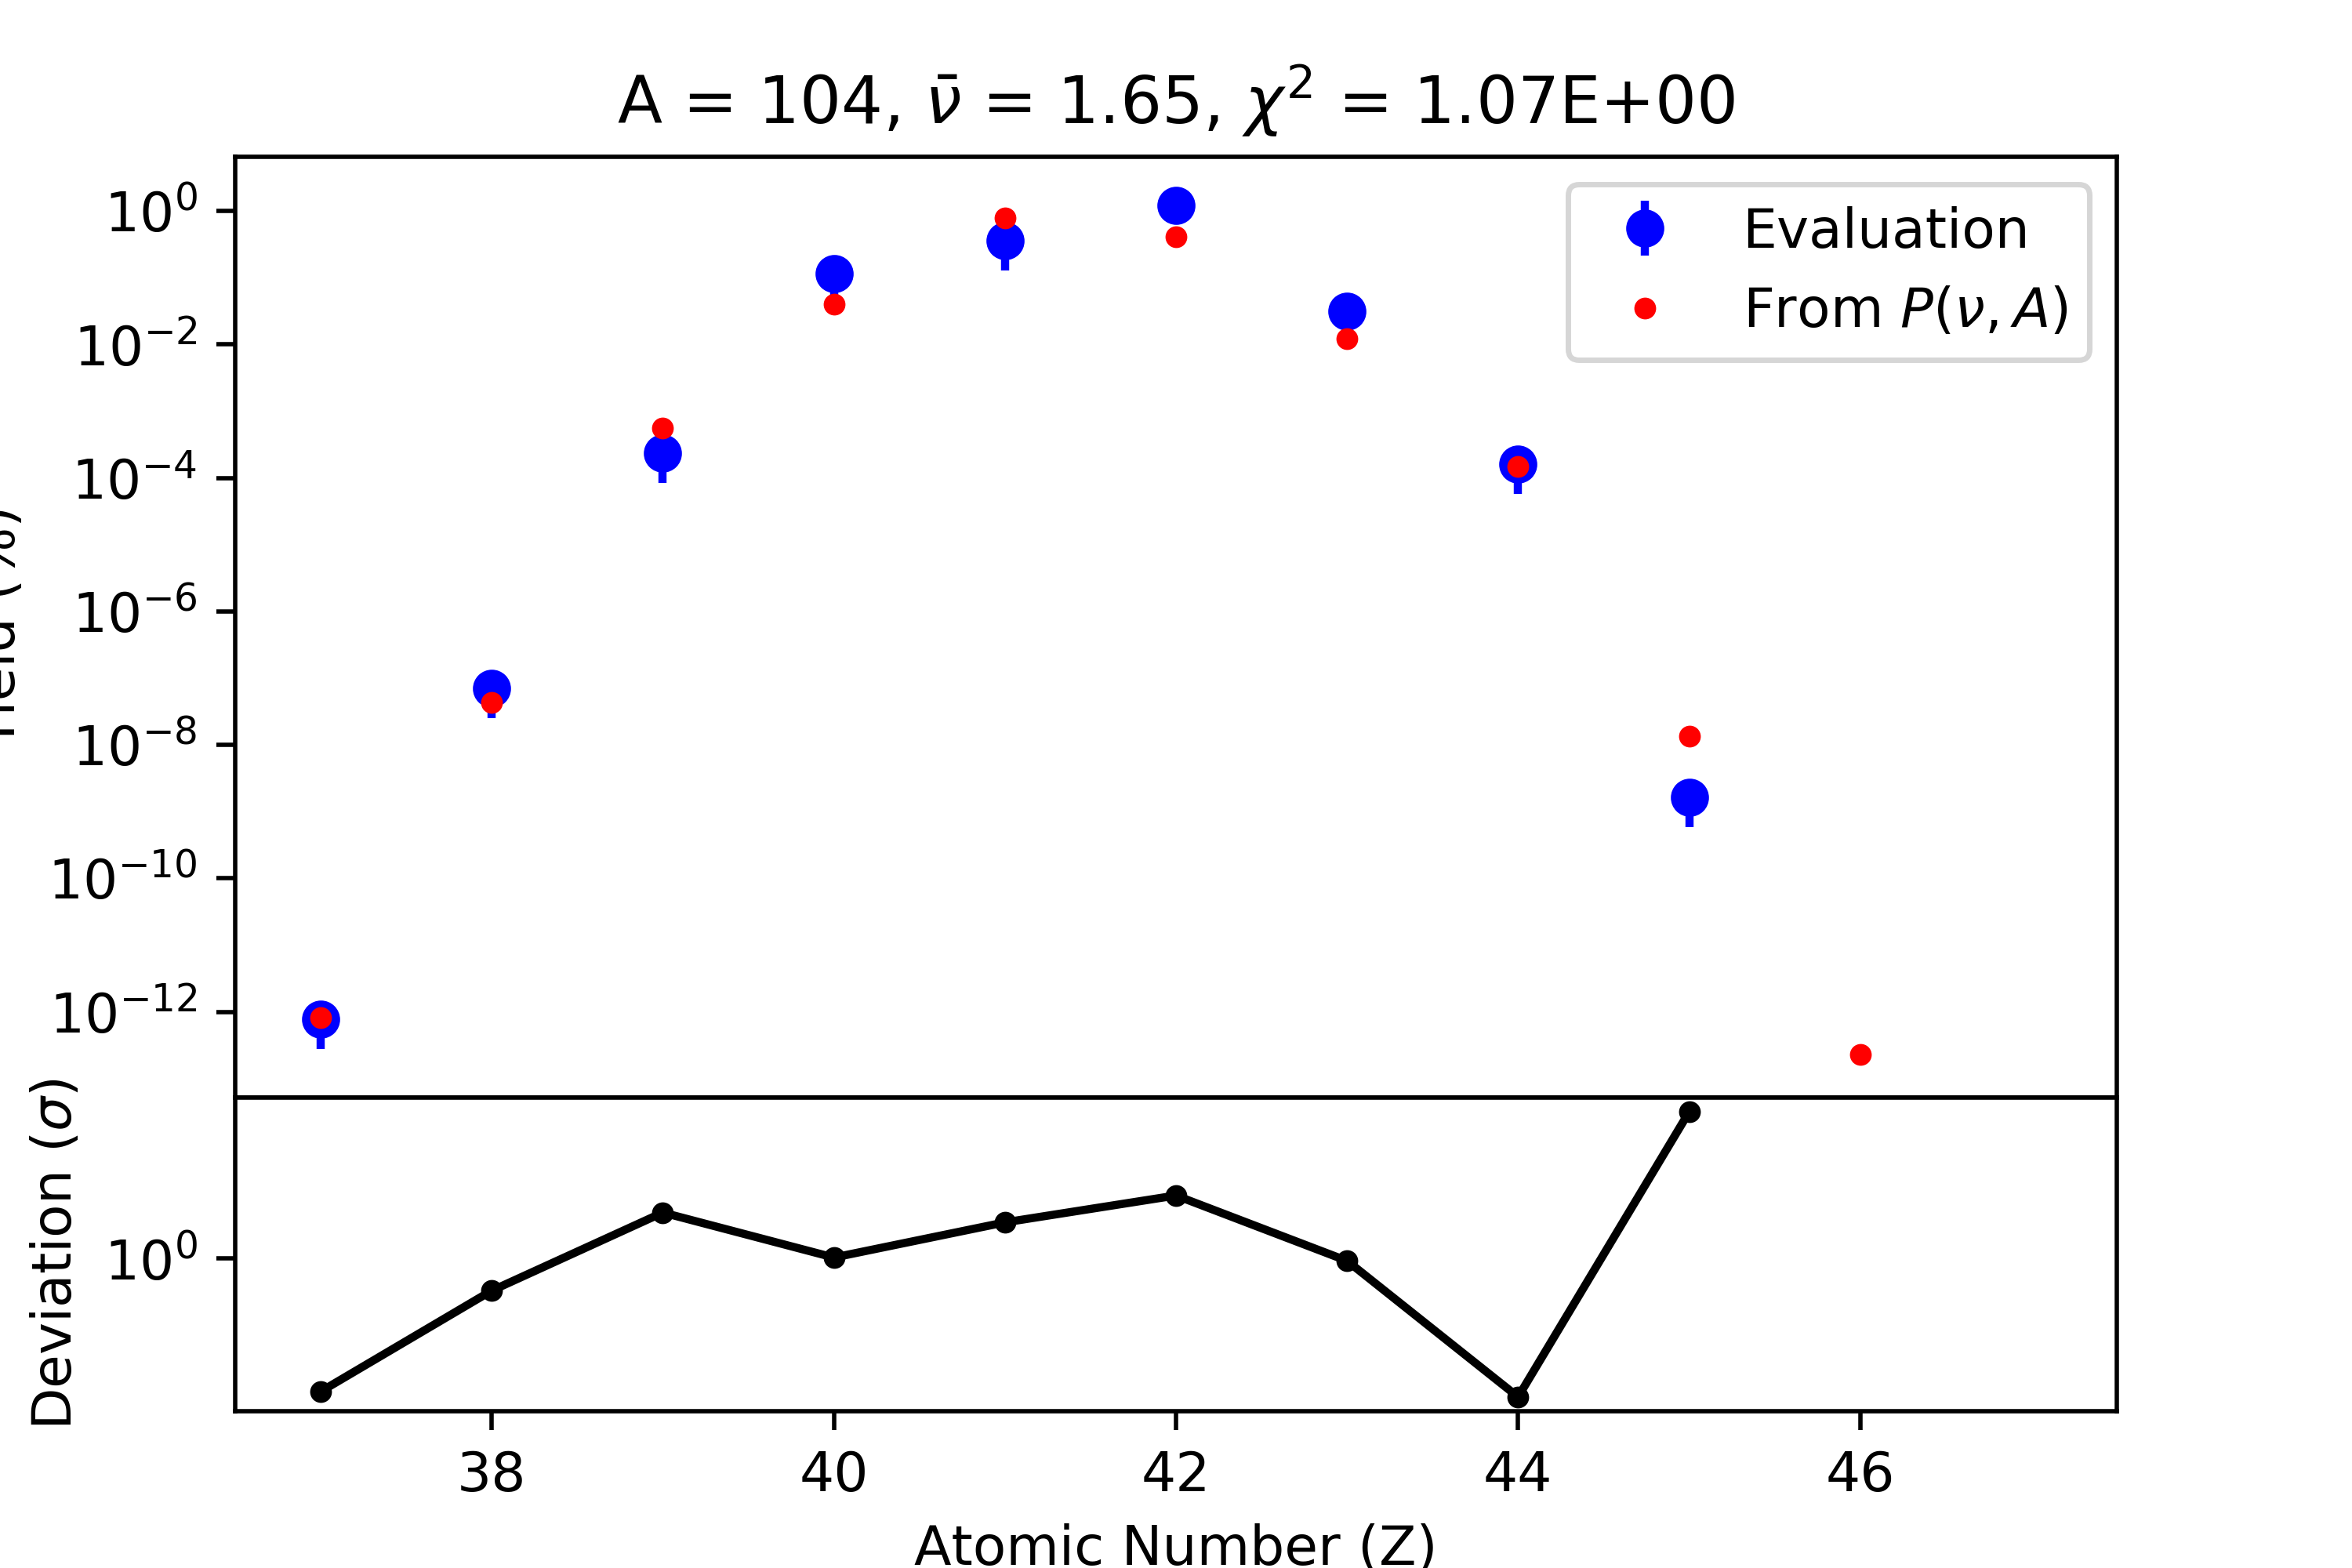 A = 104, ν̄ = 1.65, χ² = 1.07E+00
Evaluation
From P(ν, A)
10⁰
10⁻²
10⁻⁴
10⁻⁶
10⁻⁸
10⁻¹⁰
10⁻¹²
(%)
Deviation (σ)
10⁰
38 40 42 44 46
Atomic Number (Z)